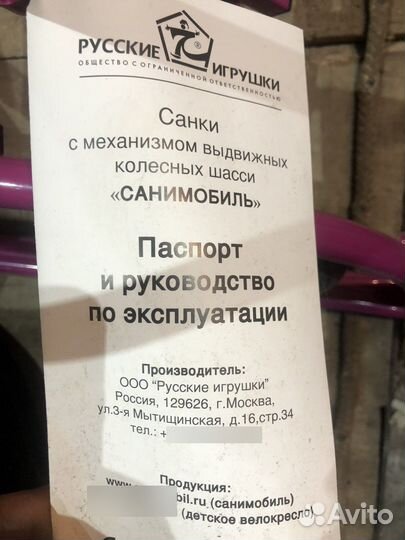 РУССКИЕ ИГРУШКИ
ОБЩЕСТВО С ОГРАНИЧЕННОЙ ОТВЕТСТВЕННОСТЬЮ
Санки
с механизмом выдвижных
колесных шасси
«САНИМОБИЛЬ»
Паспорт
и руководство
по эксплуатации
Производитель:
ООО "Русские игрушки"
Россия, 129626, г.Москва,
ул.3-я Мытищинская, д.16,стр.34
тел.: +
Продукция:
bil.ru (санимобиль)
(детское велокресло)
Avito